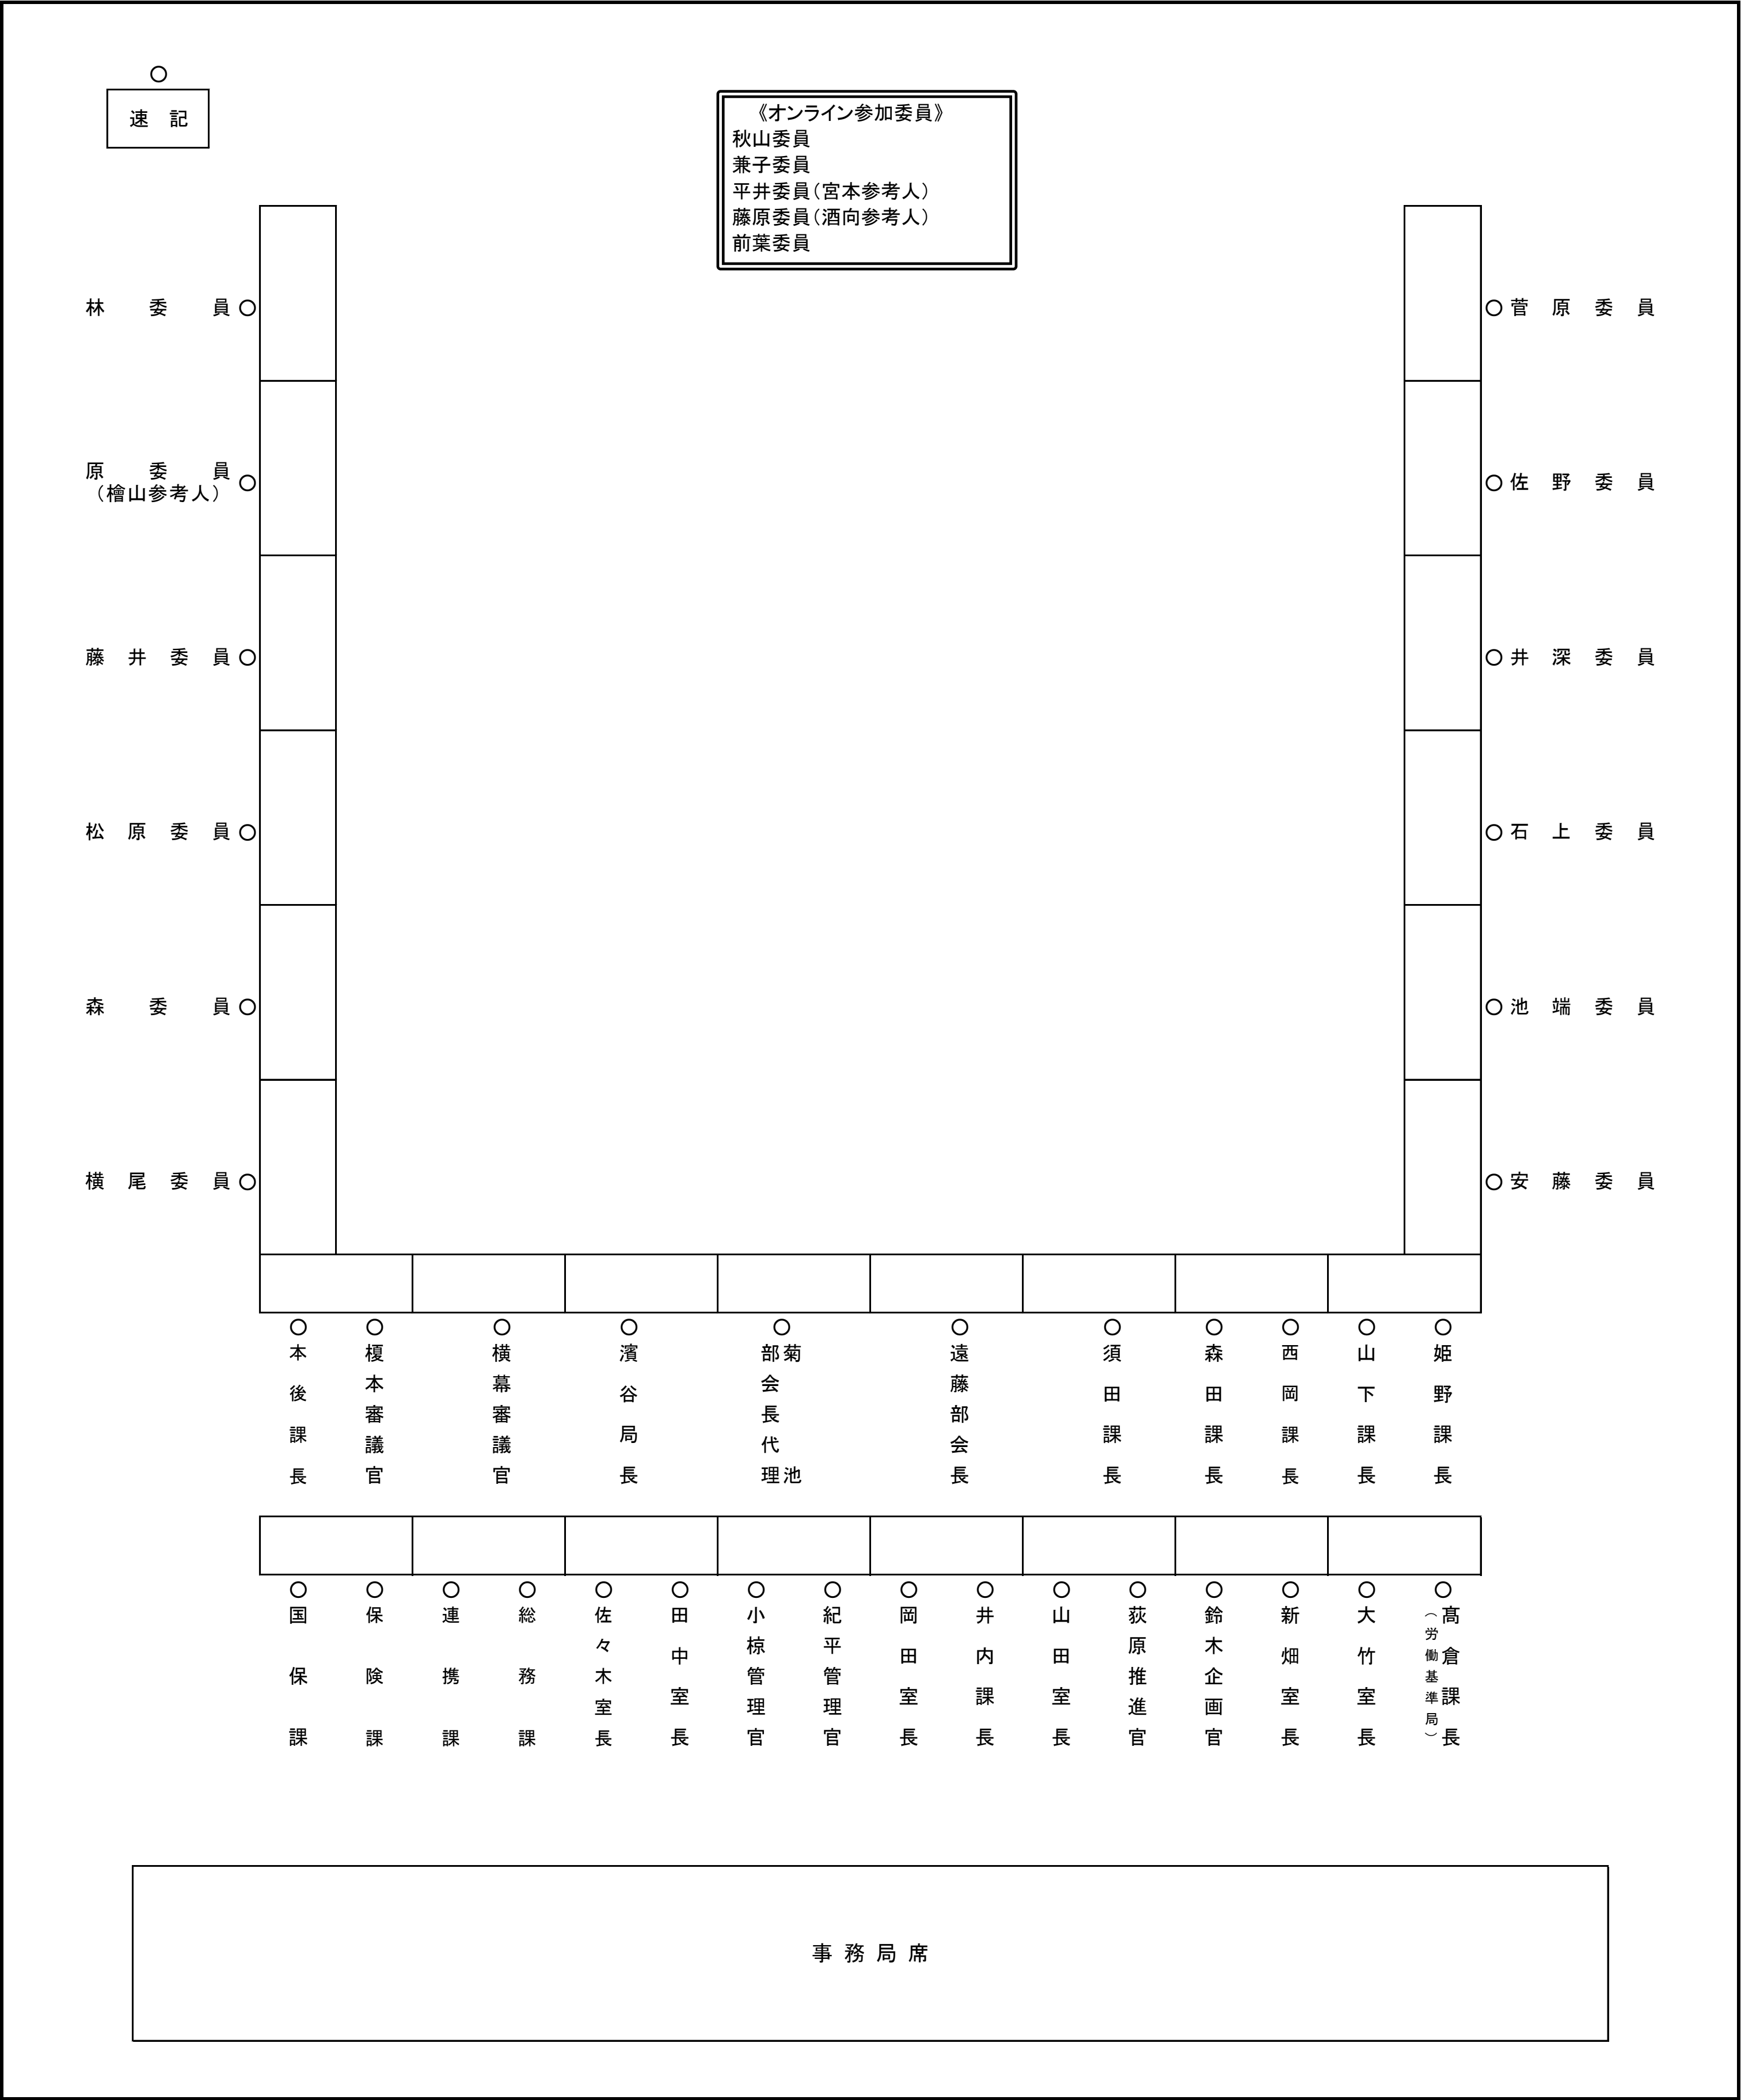 速　記
《オンライン参加委員》
秋山委員
兼子委員
平井委員（宮本参考人）
藤原委員（酒向参考人）
前葉委員
林委員
原委員
（檜山参考人）
藤井委員
松原委員
森委員
横尾委員
菅原委員
佐野委員
井深委員
石上委員
池端委員
安藤委員
本後課長
榎本審議官
横幕審議官
濱谷局長
菊池
部会長代理
遠藤部会長
須田課長
森田課長
西岡課長
山下課長
姫野課長
国保課
保険課
連携課
総務課
佐々木室長
田中室長
小椋管理官
紀平管理官
岡田室長
井内課長
山田室長
荻原推進官
鈴木企画官
新畑室長
大竹室長
髙倉課長
（労働基準局）
事務局席